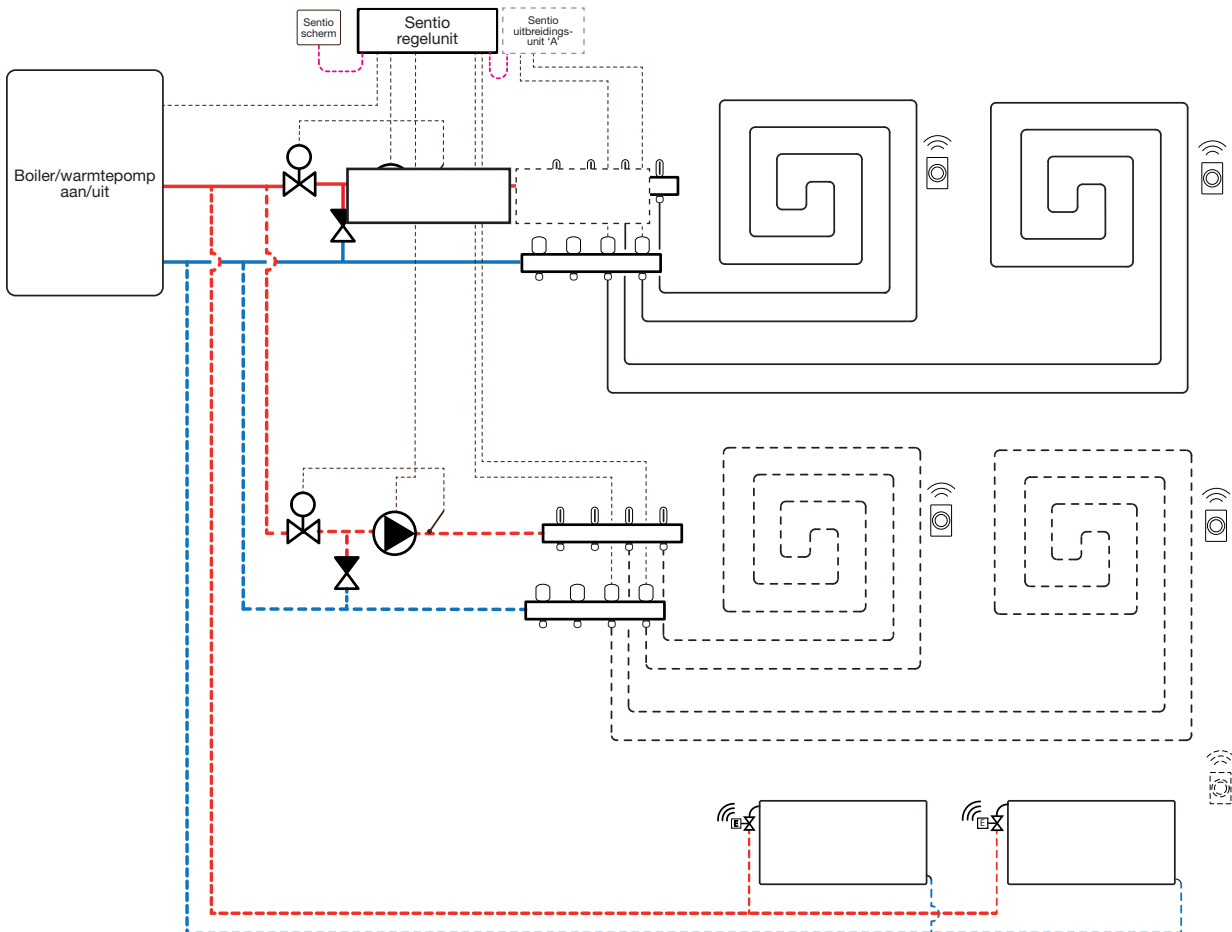 Sentio
scherm
Sentio
regelunit
Sentio
uitbreidings-
unit 'A'
Boiler/warmtepomp
aan/uit
E
E